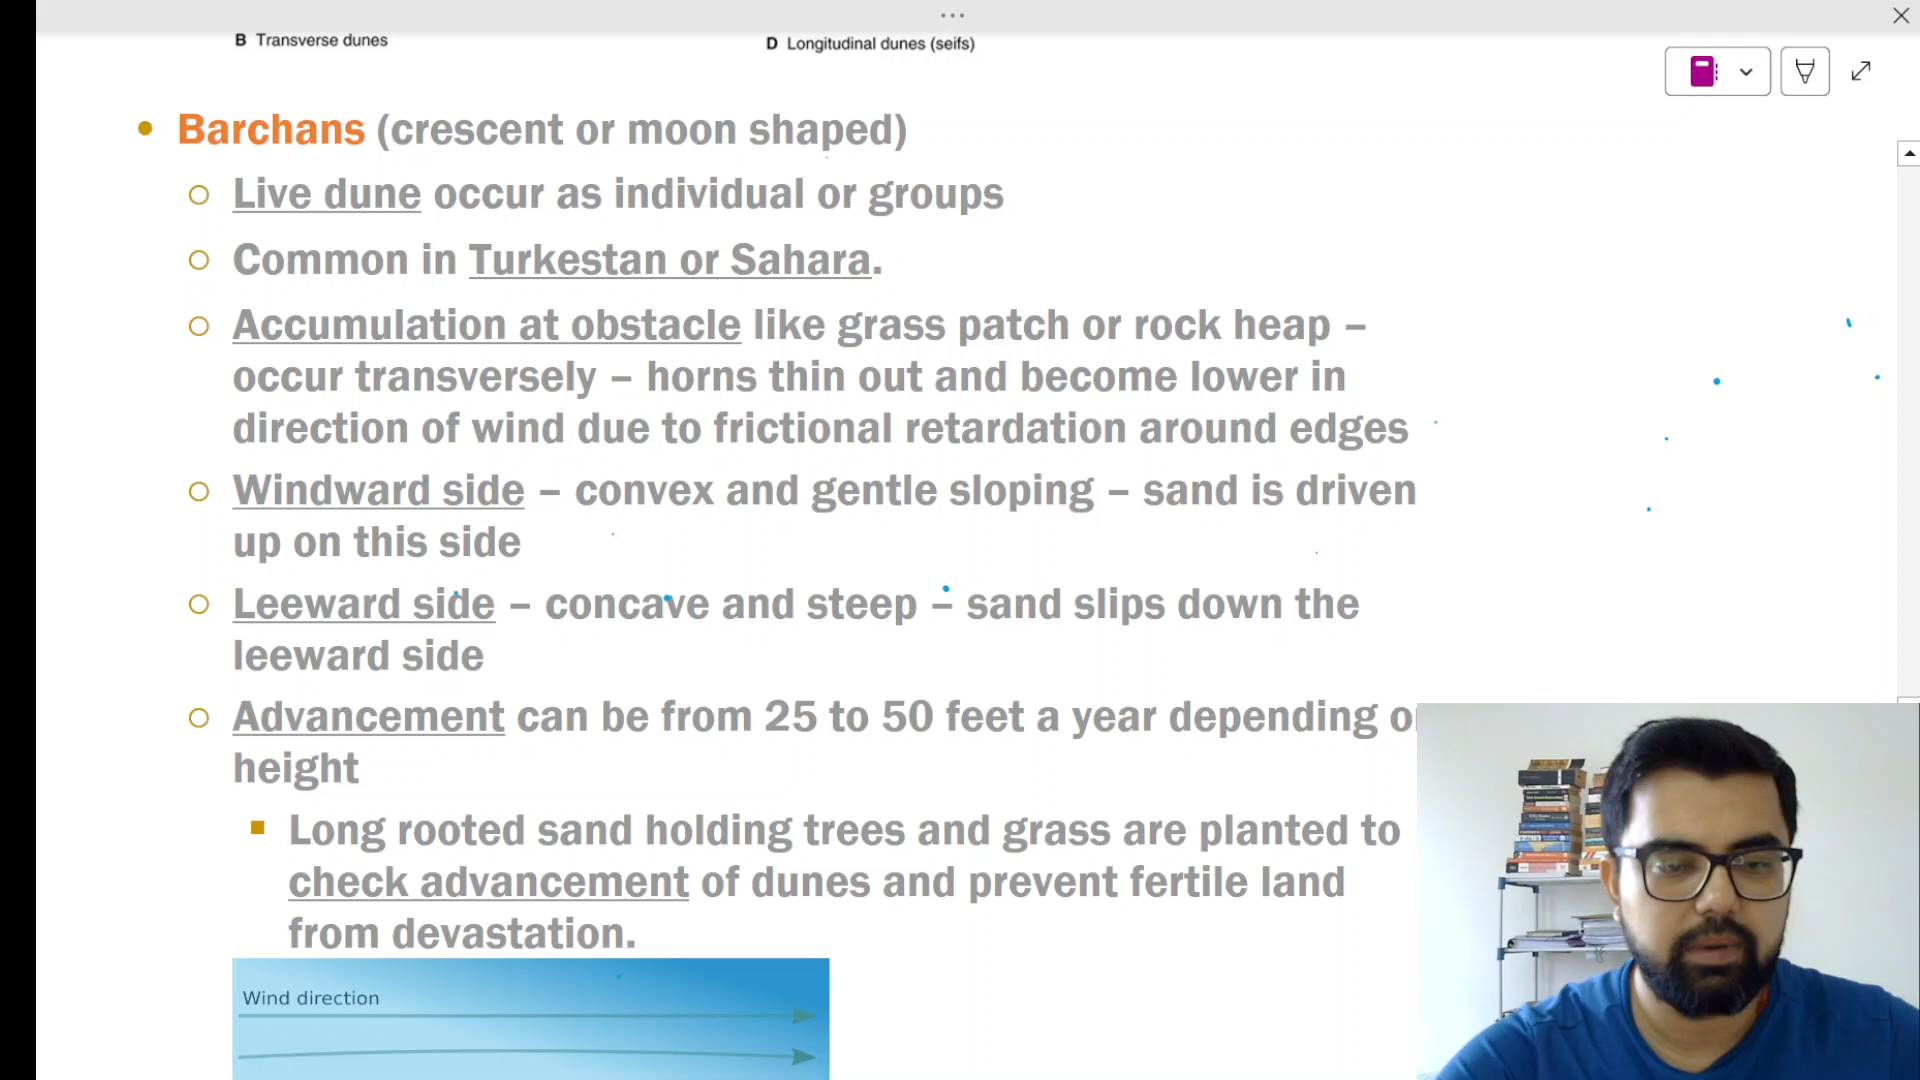 B Transverse dunes
D Longitudinal dunes (seifs)
Barchans (crescent or moon shaped)
Live dune occur as individual or groups
Common in Turkestan or Sahara.
Accumulation at obstacle like grass patch or rock heap –
occur transversely – horns thin out and become lower in
direction of wind due to frictional retardation around edges
Windward side – convex and gentle sloping – sand is driven
up on this side
Leeward side – concave and steep – sand slips down the
leeward side
Advancement can be from 25 to 50 feet a year depending
height
Long rooted sand holding trees and grass are planted to
check advancement of dunes and prevent fertile land
from devastation.
Wind direction